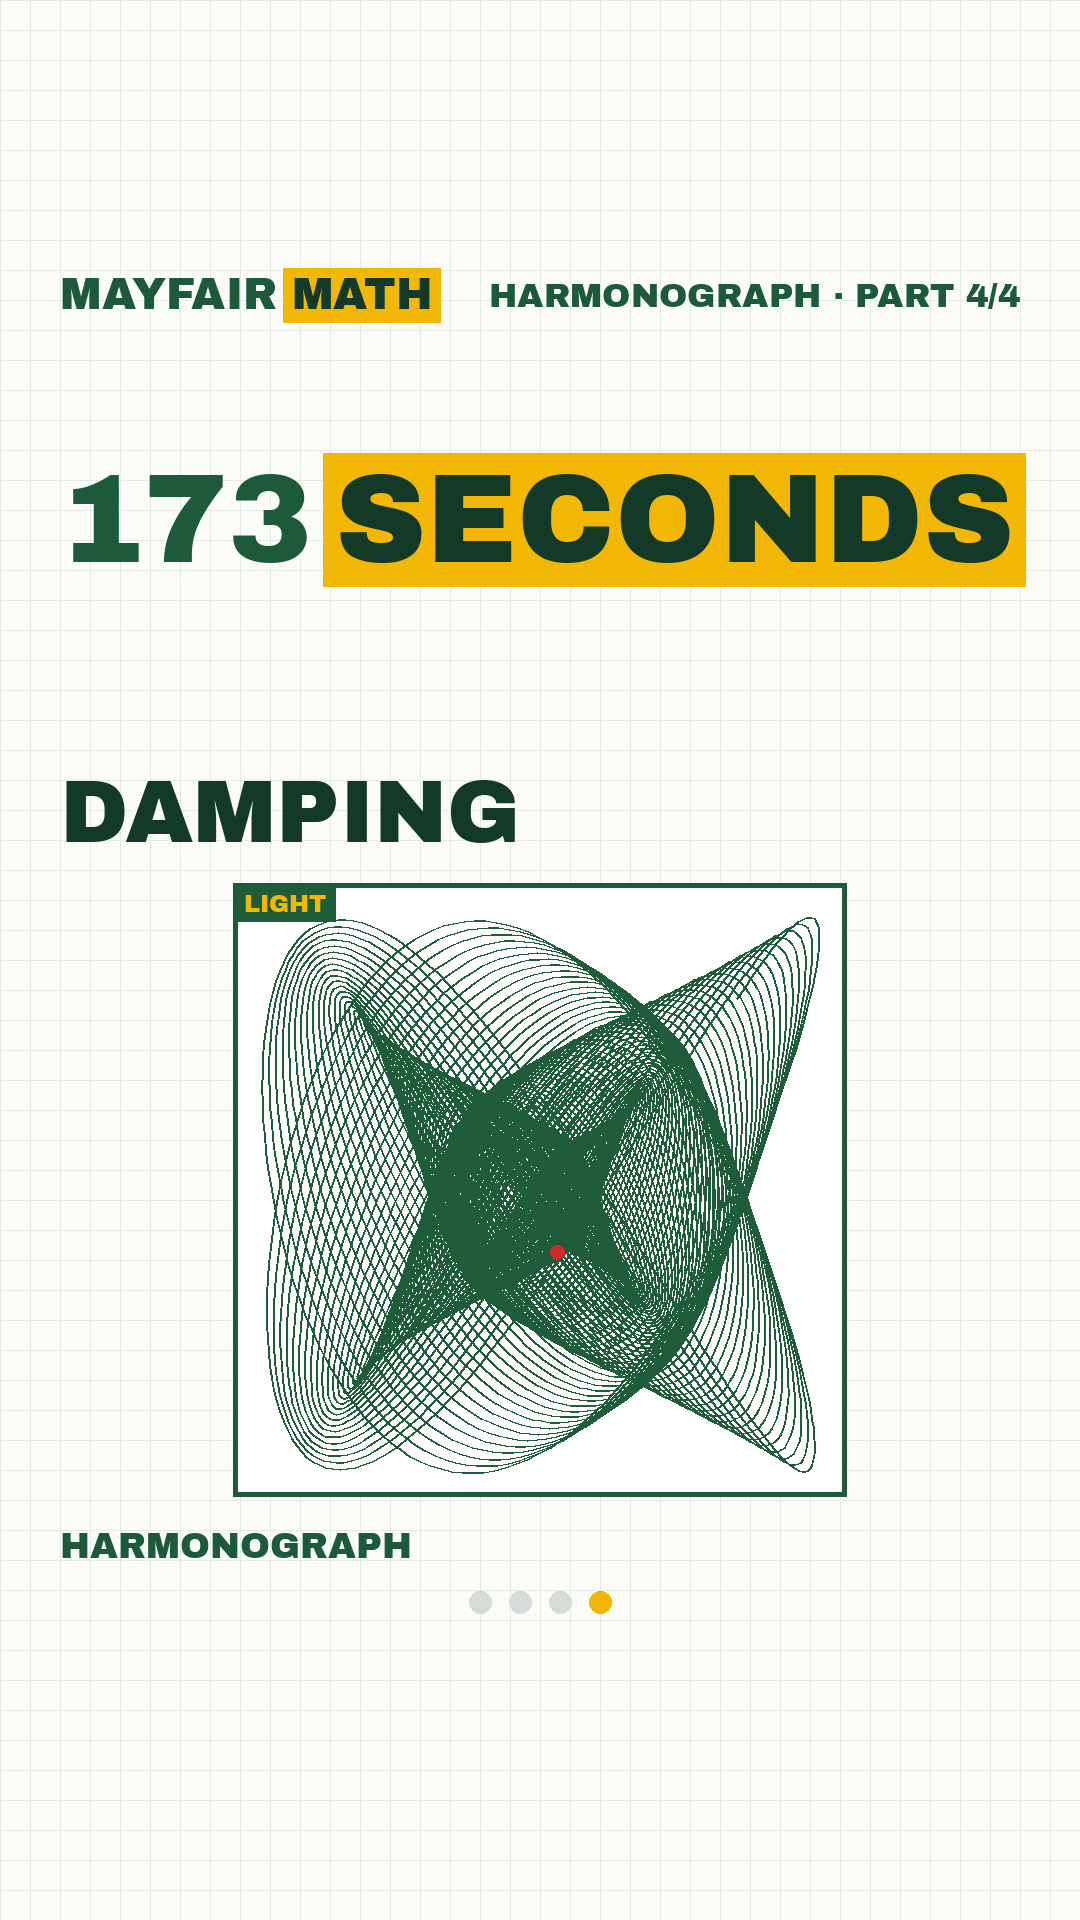 MAYFAIR MATH
HARMONOGRAPH · PART 4/4
173 SECONDS
DAMPING
LIGHT
HARMONOGRAPH